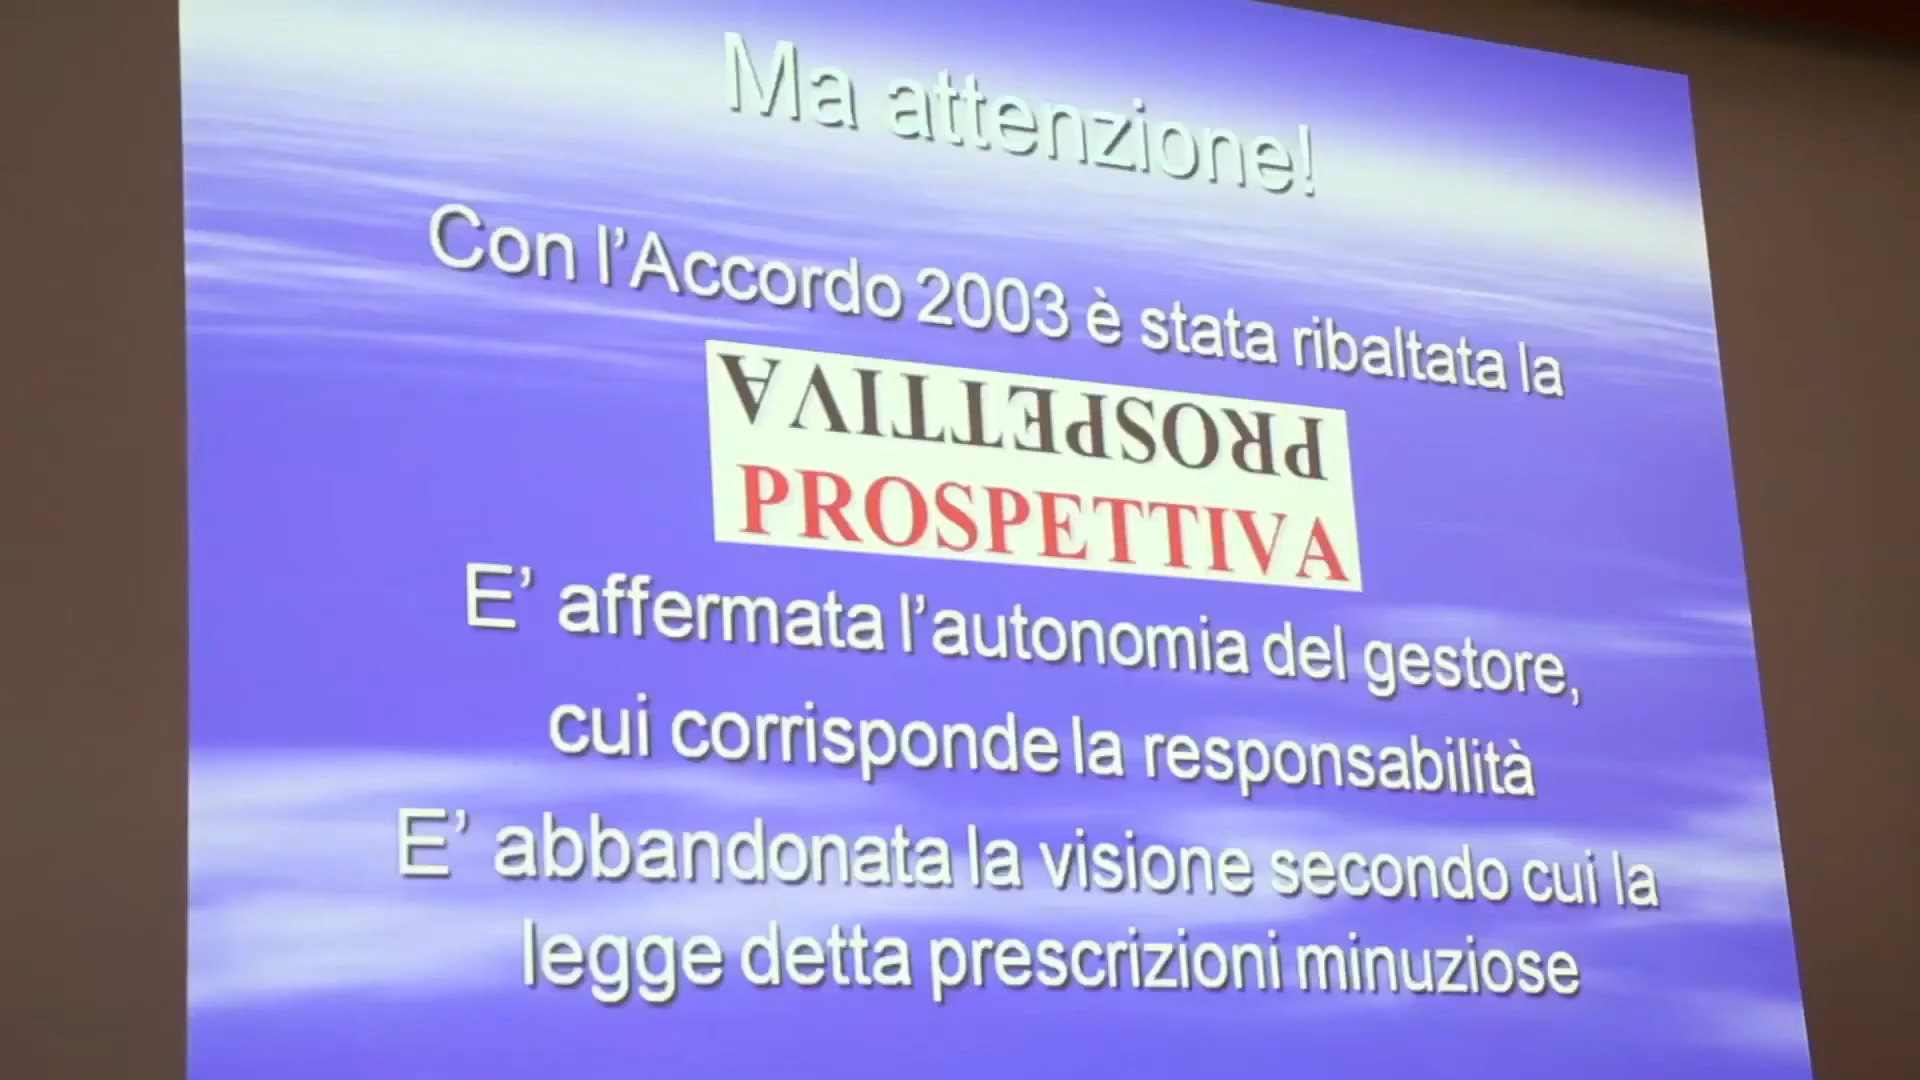 Ma attenzione!
Con l'Accordo 2003 è stata ribaltata la
PROSPETTIVA
PROSPETTIVA
E' affermata l'autonomia del gestore,
cui corrisponde la responsabilità
E' abbandonata la visione secondo cui la
legge detta prescrizioni minuziose